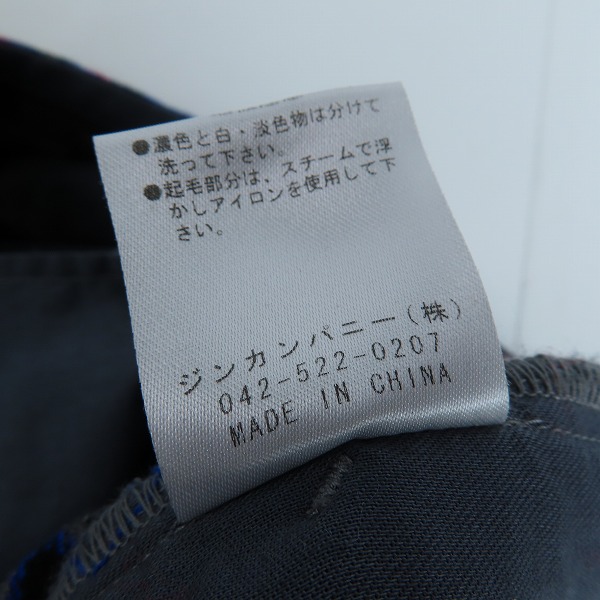 ●濃色と白・淡色物は分けて
洗って下さい。
●起毛部分は、スチームで浮
かしアイロンを使用して下
さい。
ジンカンパニー(株)
042-522-0207
MADE IN CHINA